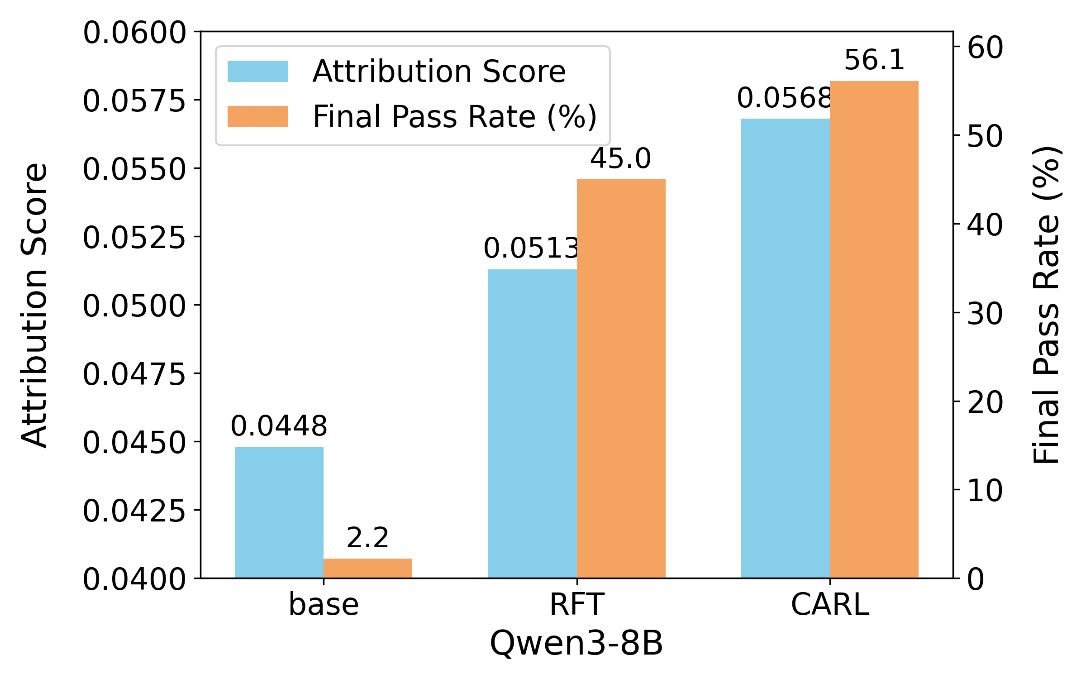 Attribution Score
Final Pass Rate (%)
0.0600
0.0575
0.0550
0.0525
0.0500
0.0475
0.0450
0.0425
0.0400
Attribution Score
60
50
40
30
20
10
0
Final Pass Rate (%)
0.0448
2.2
0.0513
45.0
0.0568
56.1
base
RFT
CARL
Qwen3-8B